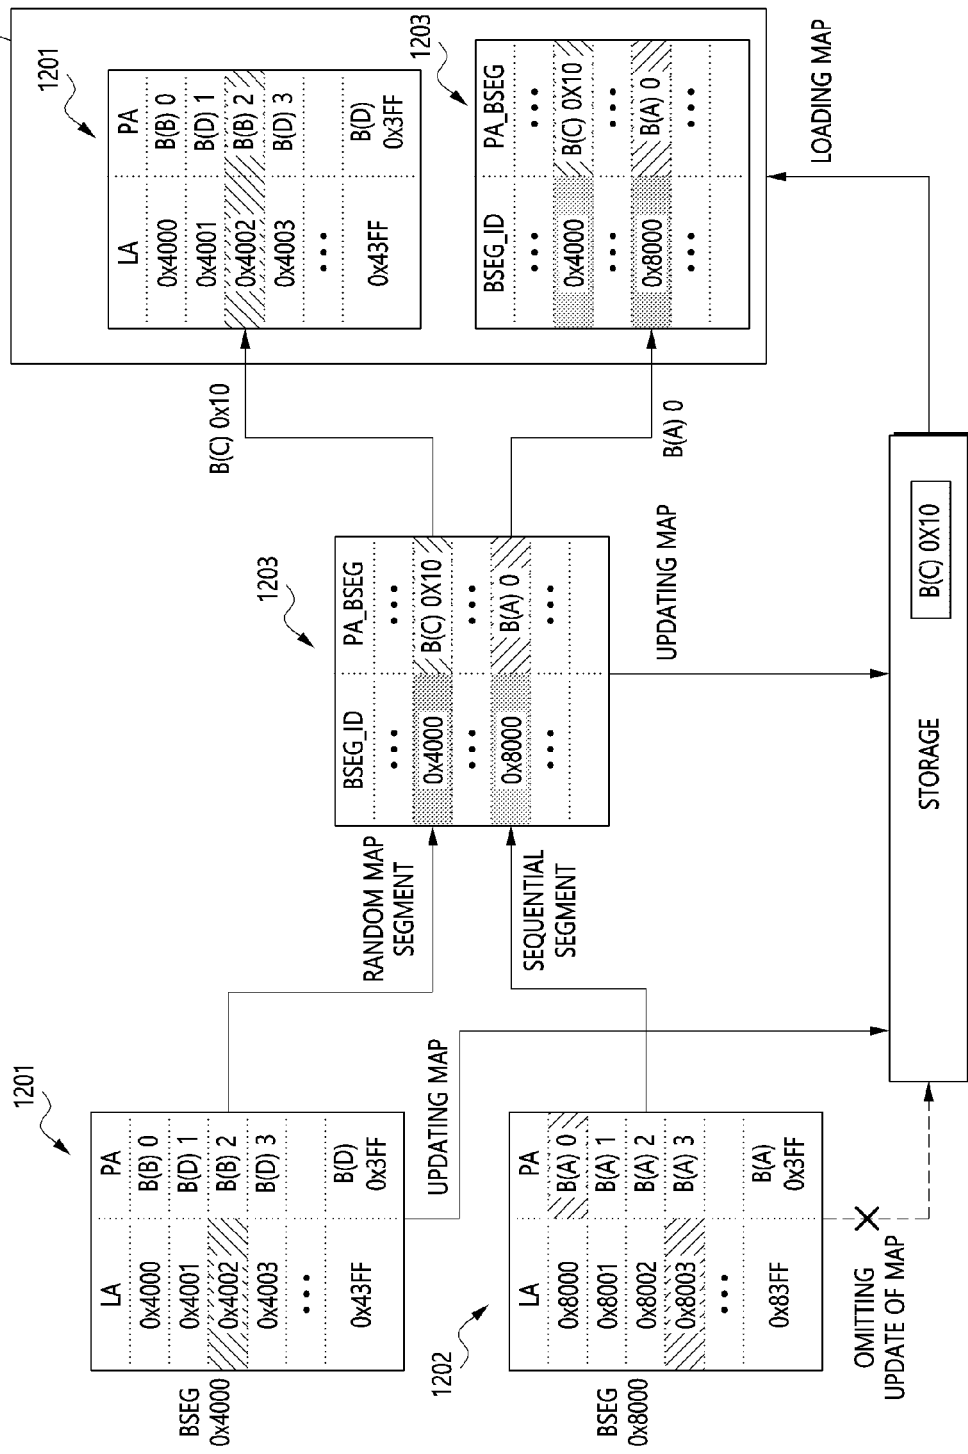 BSEG
0x4000
1201
LA PA
0x4000 B(B) 0
0x4001 B(D) 1
0x4002 B(B) 2
0x4003 B(D) 3
•••
0x43FF B(D)
0x3FF
UPDATING MAP
BSEG
0x8000
1202
LA PA
0x8000 B(A) 0
0x8001 B(A) 1
0x8002 B(A) 2
0x8003 B(A) 3
•••
0x83FF B(A)
0x3FF
OMITTING
UPDATE OF MAP
RANDOM MAP
SEGMENT
SEQUENTIAL
SEGMENT
1203
BSEG_ID PA_BSEG
••• •••
0x4000 B(C) 0X10
••• •••
0x8000 B(A) 0
••• •••
UPDATING MAP
STORAGE
B(C) 0X10
B(C) 0x10
B(A) 0
1201
LA PA
0x4000 B(B) 0
0x4001 B(D) 1
0x4002 B(B) 2
0x4003 B(D) 3
•••
0x43FF B(D)
0x3FF
1203
BSEG_ID PA_BSEG
••• •••
0x4000 B(C) 0X10
••• •••
0x8000 B(A) 0
••• •••
LOADING MAP